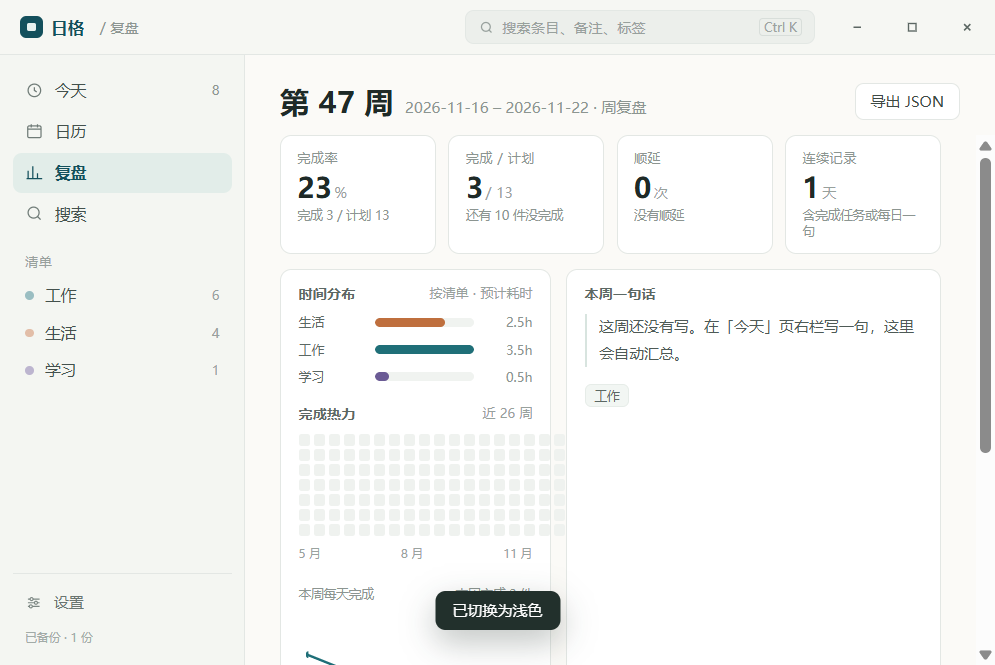 日格 / 复盘
搜索条目、备注、标签 Ctrl K
今天 8
日历
复盘
搜索
清单
工作 6
生活 4
学习 1
设置
已备份 · 1 份
第 47 周 2026-11-16 – 2026-11-22 · 周复盘
导出 JSON
完成率
23 %
完成 3 / 计划 13
完成 / 计划
3 / 13
还有 10 件没完成
顺延
0 次
没有顺延
连续记录
1 天
含完成任务或每日一
句
时间分布 按清单 · 预计耗时
生活 2.5h
工作 3.5h
学习 0.5h
完成热力 近 26 周
5 月 8 月 11 月
本周每天完成
本周一句话
这周还没有写。在「今天」页右栏写一句，这里
会自动汇总。
工作
已切换为浅色